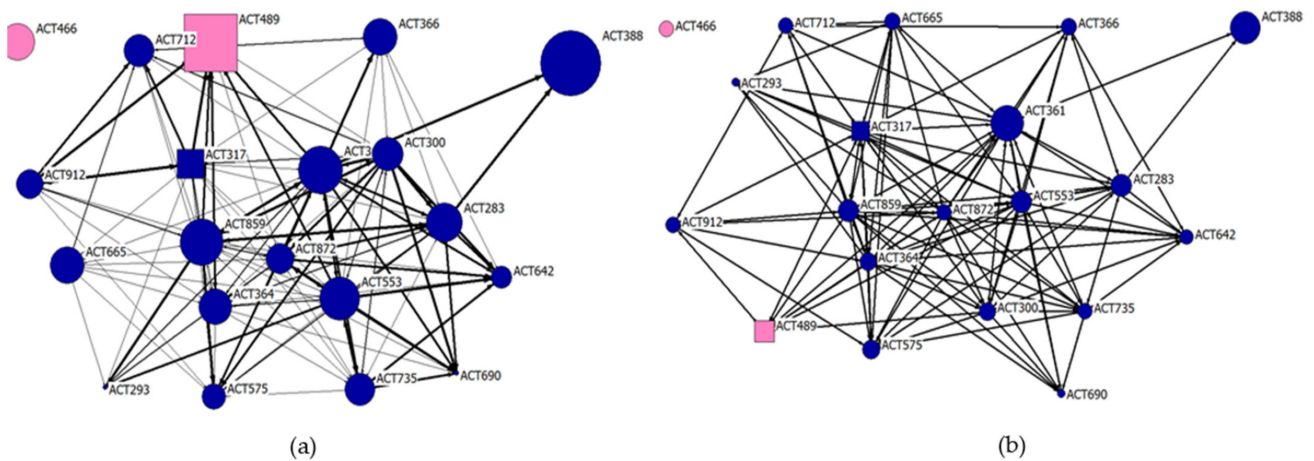 ACT466
ACT489
ACT712
ACT366
ACT388
ACT317
ACT3
ACT300
ACT912
ACT859
ACT283
ACT665
ACT872
ACT642
ACT364
ACT553
ACT293
ACT575
ACT735
ACT690
(a)
ACT466
ACT712
ACT665
ACT366
ACT388
ACT293
ACT361
ACT317
ACT283
ACT553
ACT859
ACT872
ACT912
ACT642
ACT364
ACT489
ACT300
ACT735
ACT575
ACT690
(b)